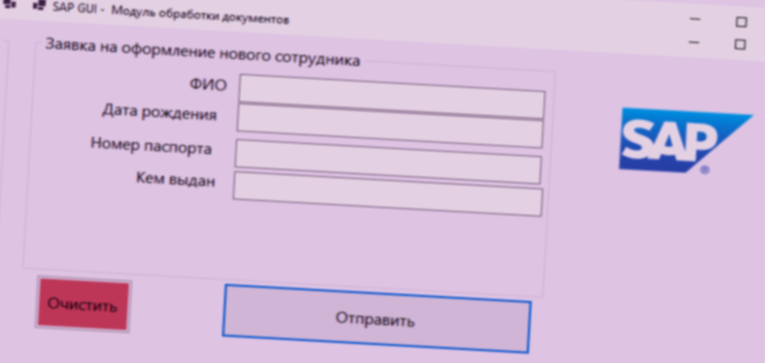 SAP GUI - Модуль обработки документов
Заявка на оформление нового сотрудника
ФИО
Дата рождения
Номер паспорта
Кем выдан
SAP®
Очистить
Отправить